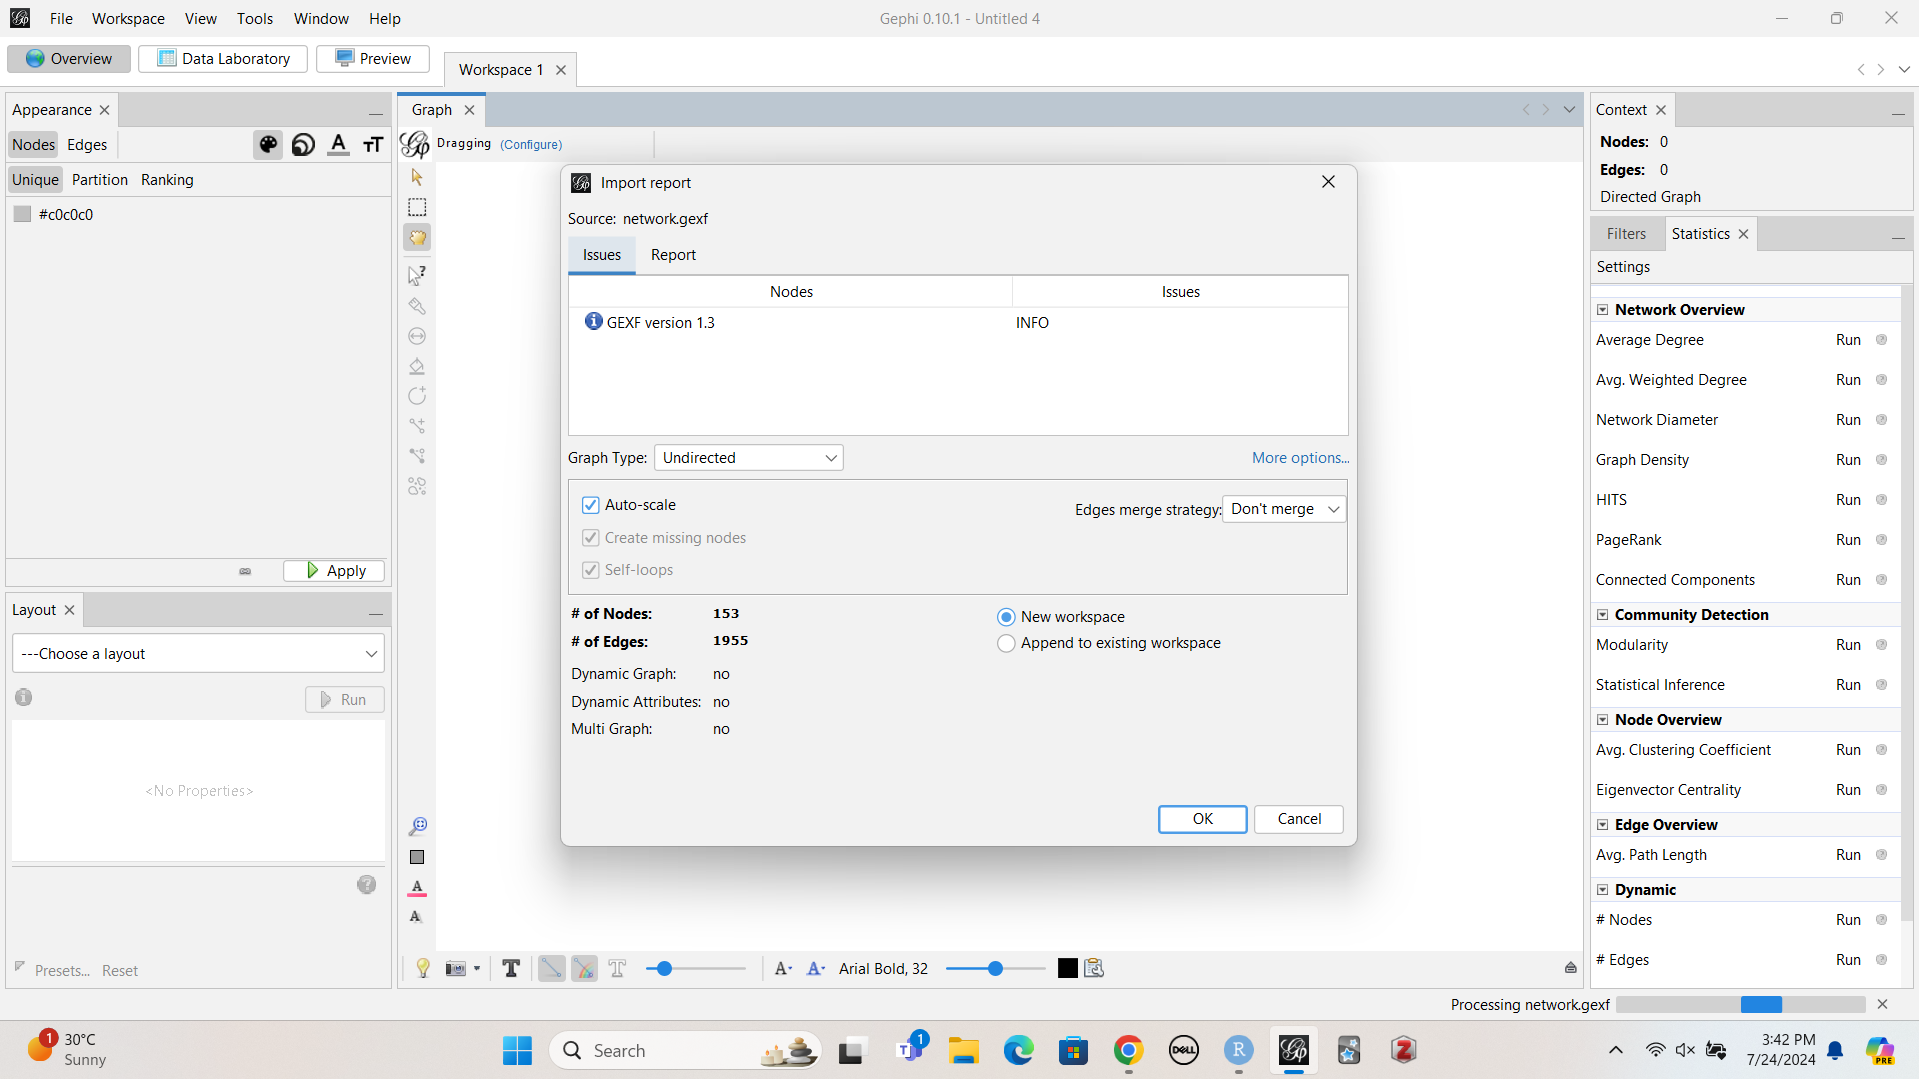 File Workspace View Tools Window Help
Gephi 0.10.1 - Untitled 4
Overview
Data Laboratory
Preview
Workspace 1
Appearance
Nodes Edges
Unique Partition Ranking
#c0c0c0
Apply
Layout
---Choose a layout
Run
<No Properties>
Presets... Reset
Graph
Dragging (Configure)
Import report
Source: network.gexf
Issues Report
Nodes Issues
GEXF version 1.3 INFO
Graph Type: Undirected
More options...
Auto-scale
Edges merge strategy: Don't merge
Create missing nodes
Self-loops
# of Nodes: 153
# of Edges: 1955
New workspace
Append to existing workspace
Dynamic Graph: no
Dynamic Attributes: no
Multi Graph: no
OK Cancel
Arial Bold, 32
Context
Nodes: 0
Edges: 0
Directed Graph
Filters Statistics
Settings
Network Overview
Average Degree Run
Avg. Weighted Degree Run
Network Diameter Run
Graph Density Run
HITS Run
PageRank Run
Connected Components Run
Community Detection
Modularity Run
Statistical Inference Run
Node Overview
Avg. Clustering Coefficient Run
Eigenvector Centrality Run
Edge Overview
Avg. Path Length Run
Dynamic
# Nodes Run
# Edges Run
Processing network.gexf
1
30°C
Sunny
Search
1
DELL
R
Z
3:42 PM
7/24/2024
PRE